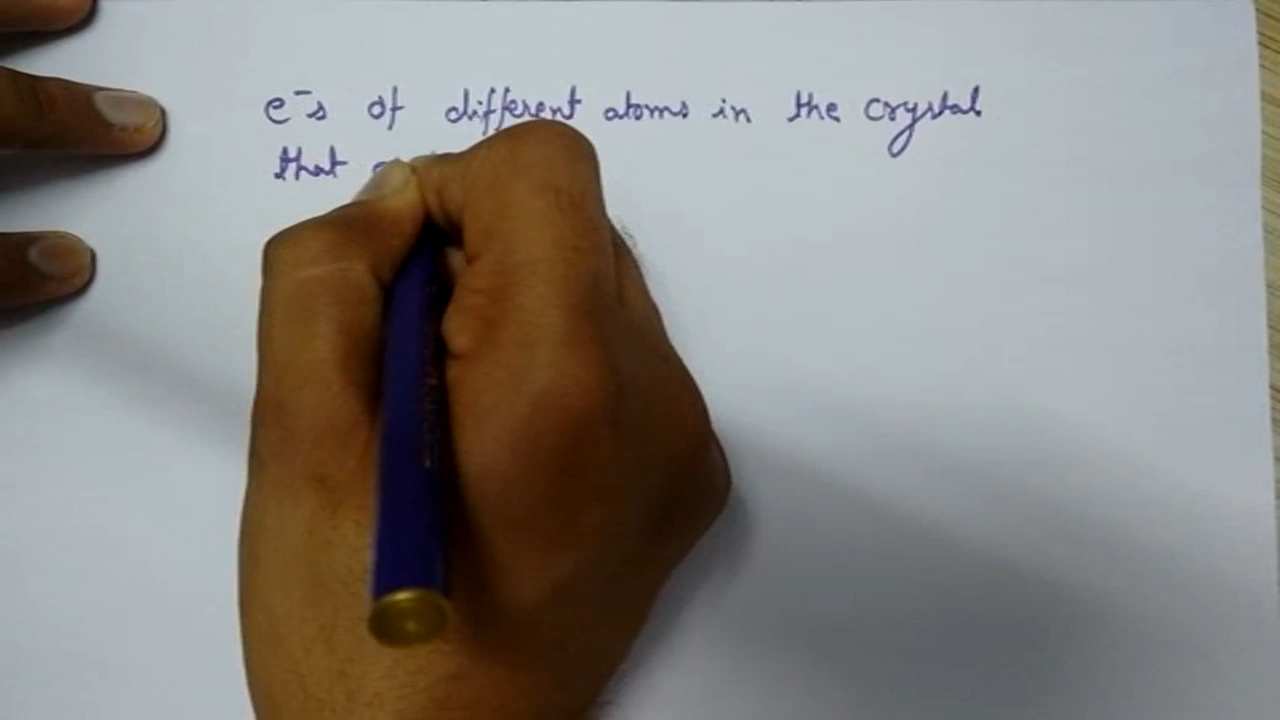 e⁻s of different atoms in the crystal
that